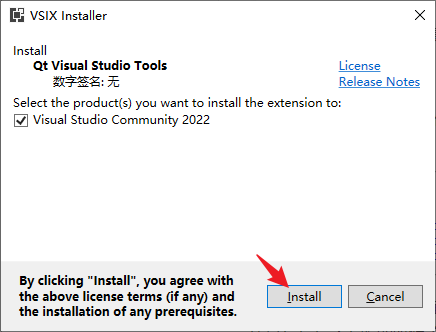 VSIX Installer
Install
Qt Visual Studio Tools
License
数字签名: 无
Release Notes
Select the product(s) you want to install the extension to:
Visual Studio Community 2022
By clicking "Install", you agree with
the above license terms (if any) and
the installation of any prerequisites.
Install
Cancel